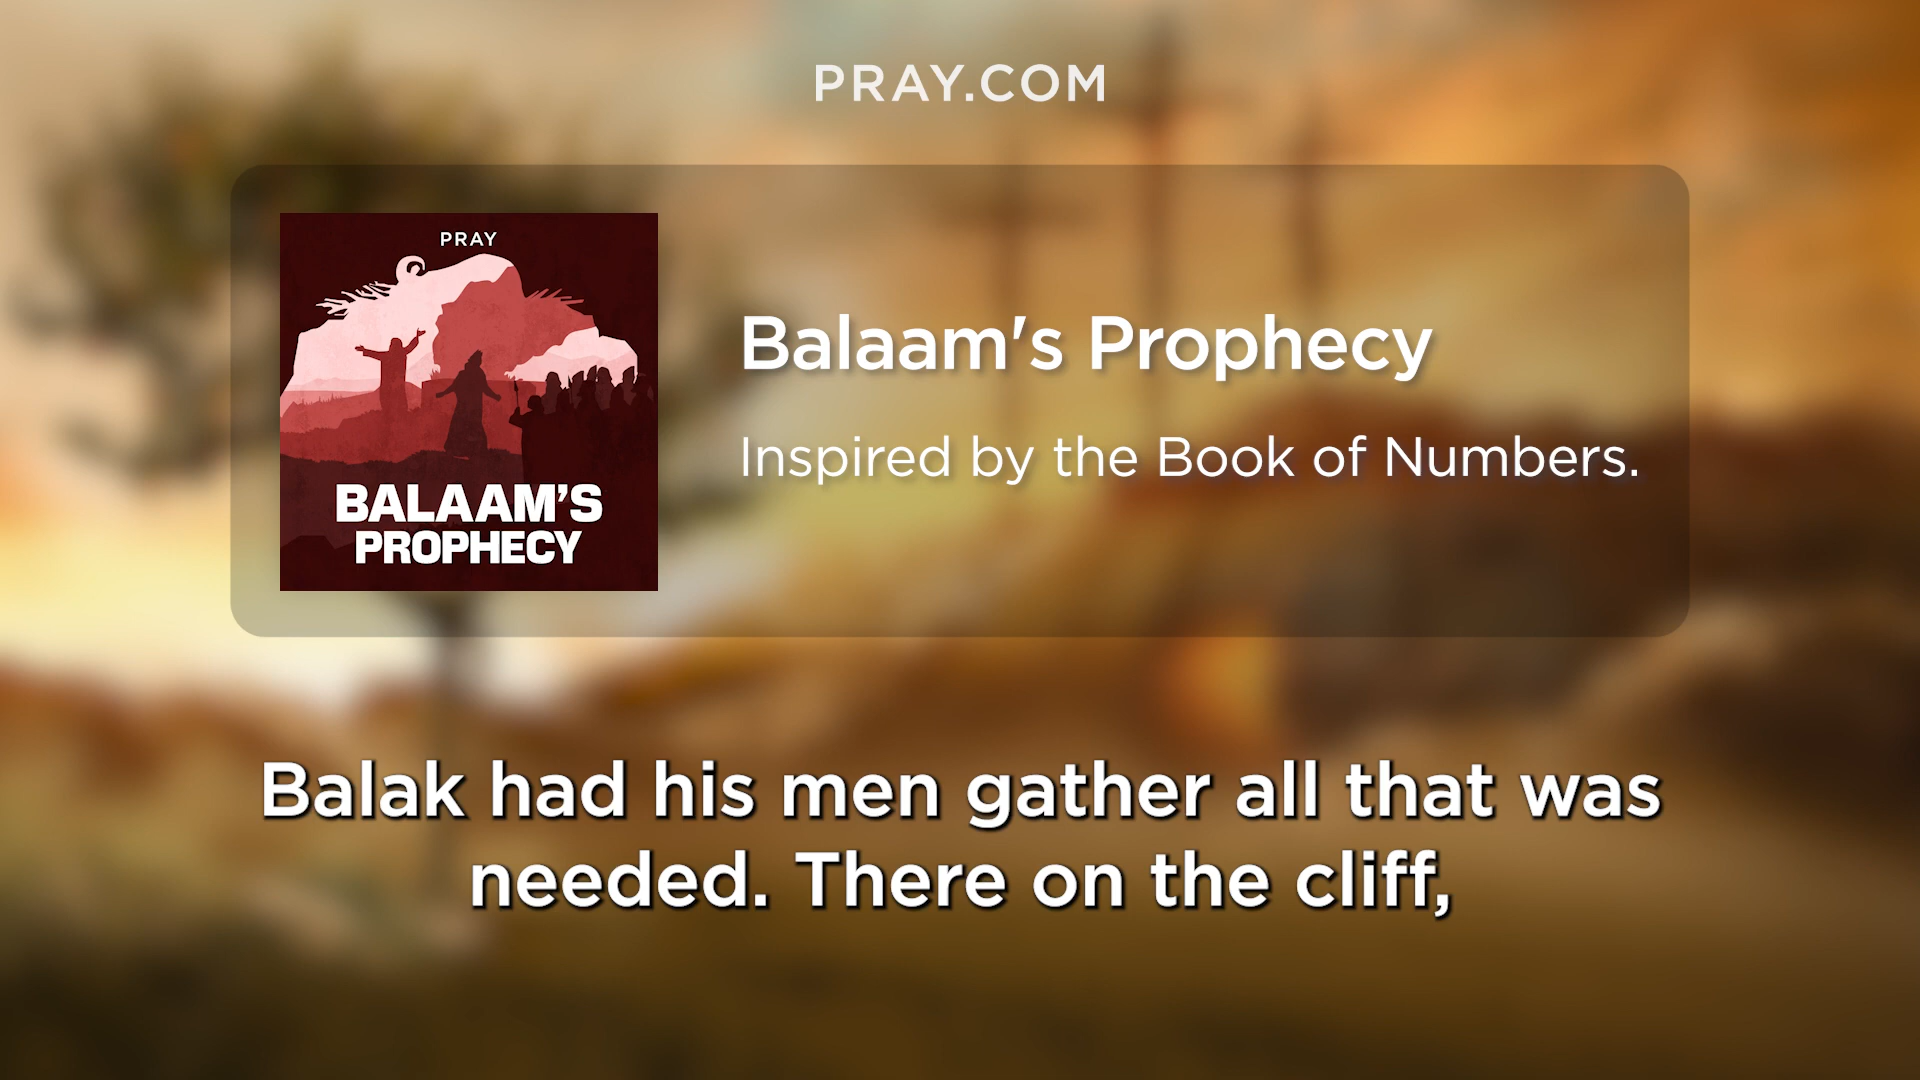 PRAY.COM
PRAY
BALAAM'S
PROPHECY
Balaam's Prophecy
Inspired by the Book of Numbers.
Balak had his men gather all that was
needed. There on the cliff,